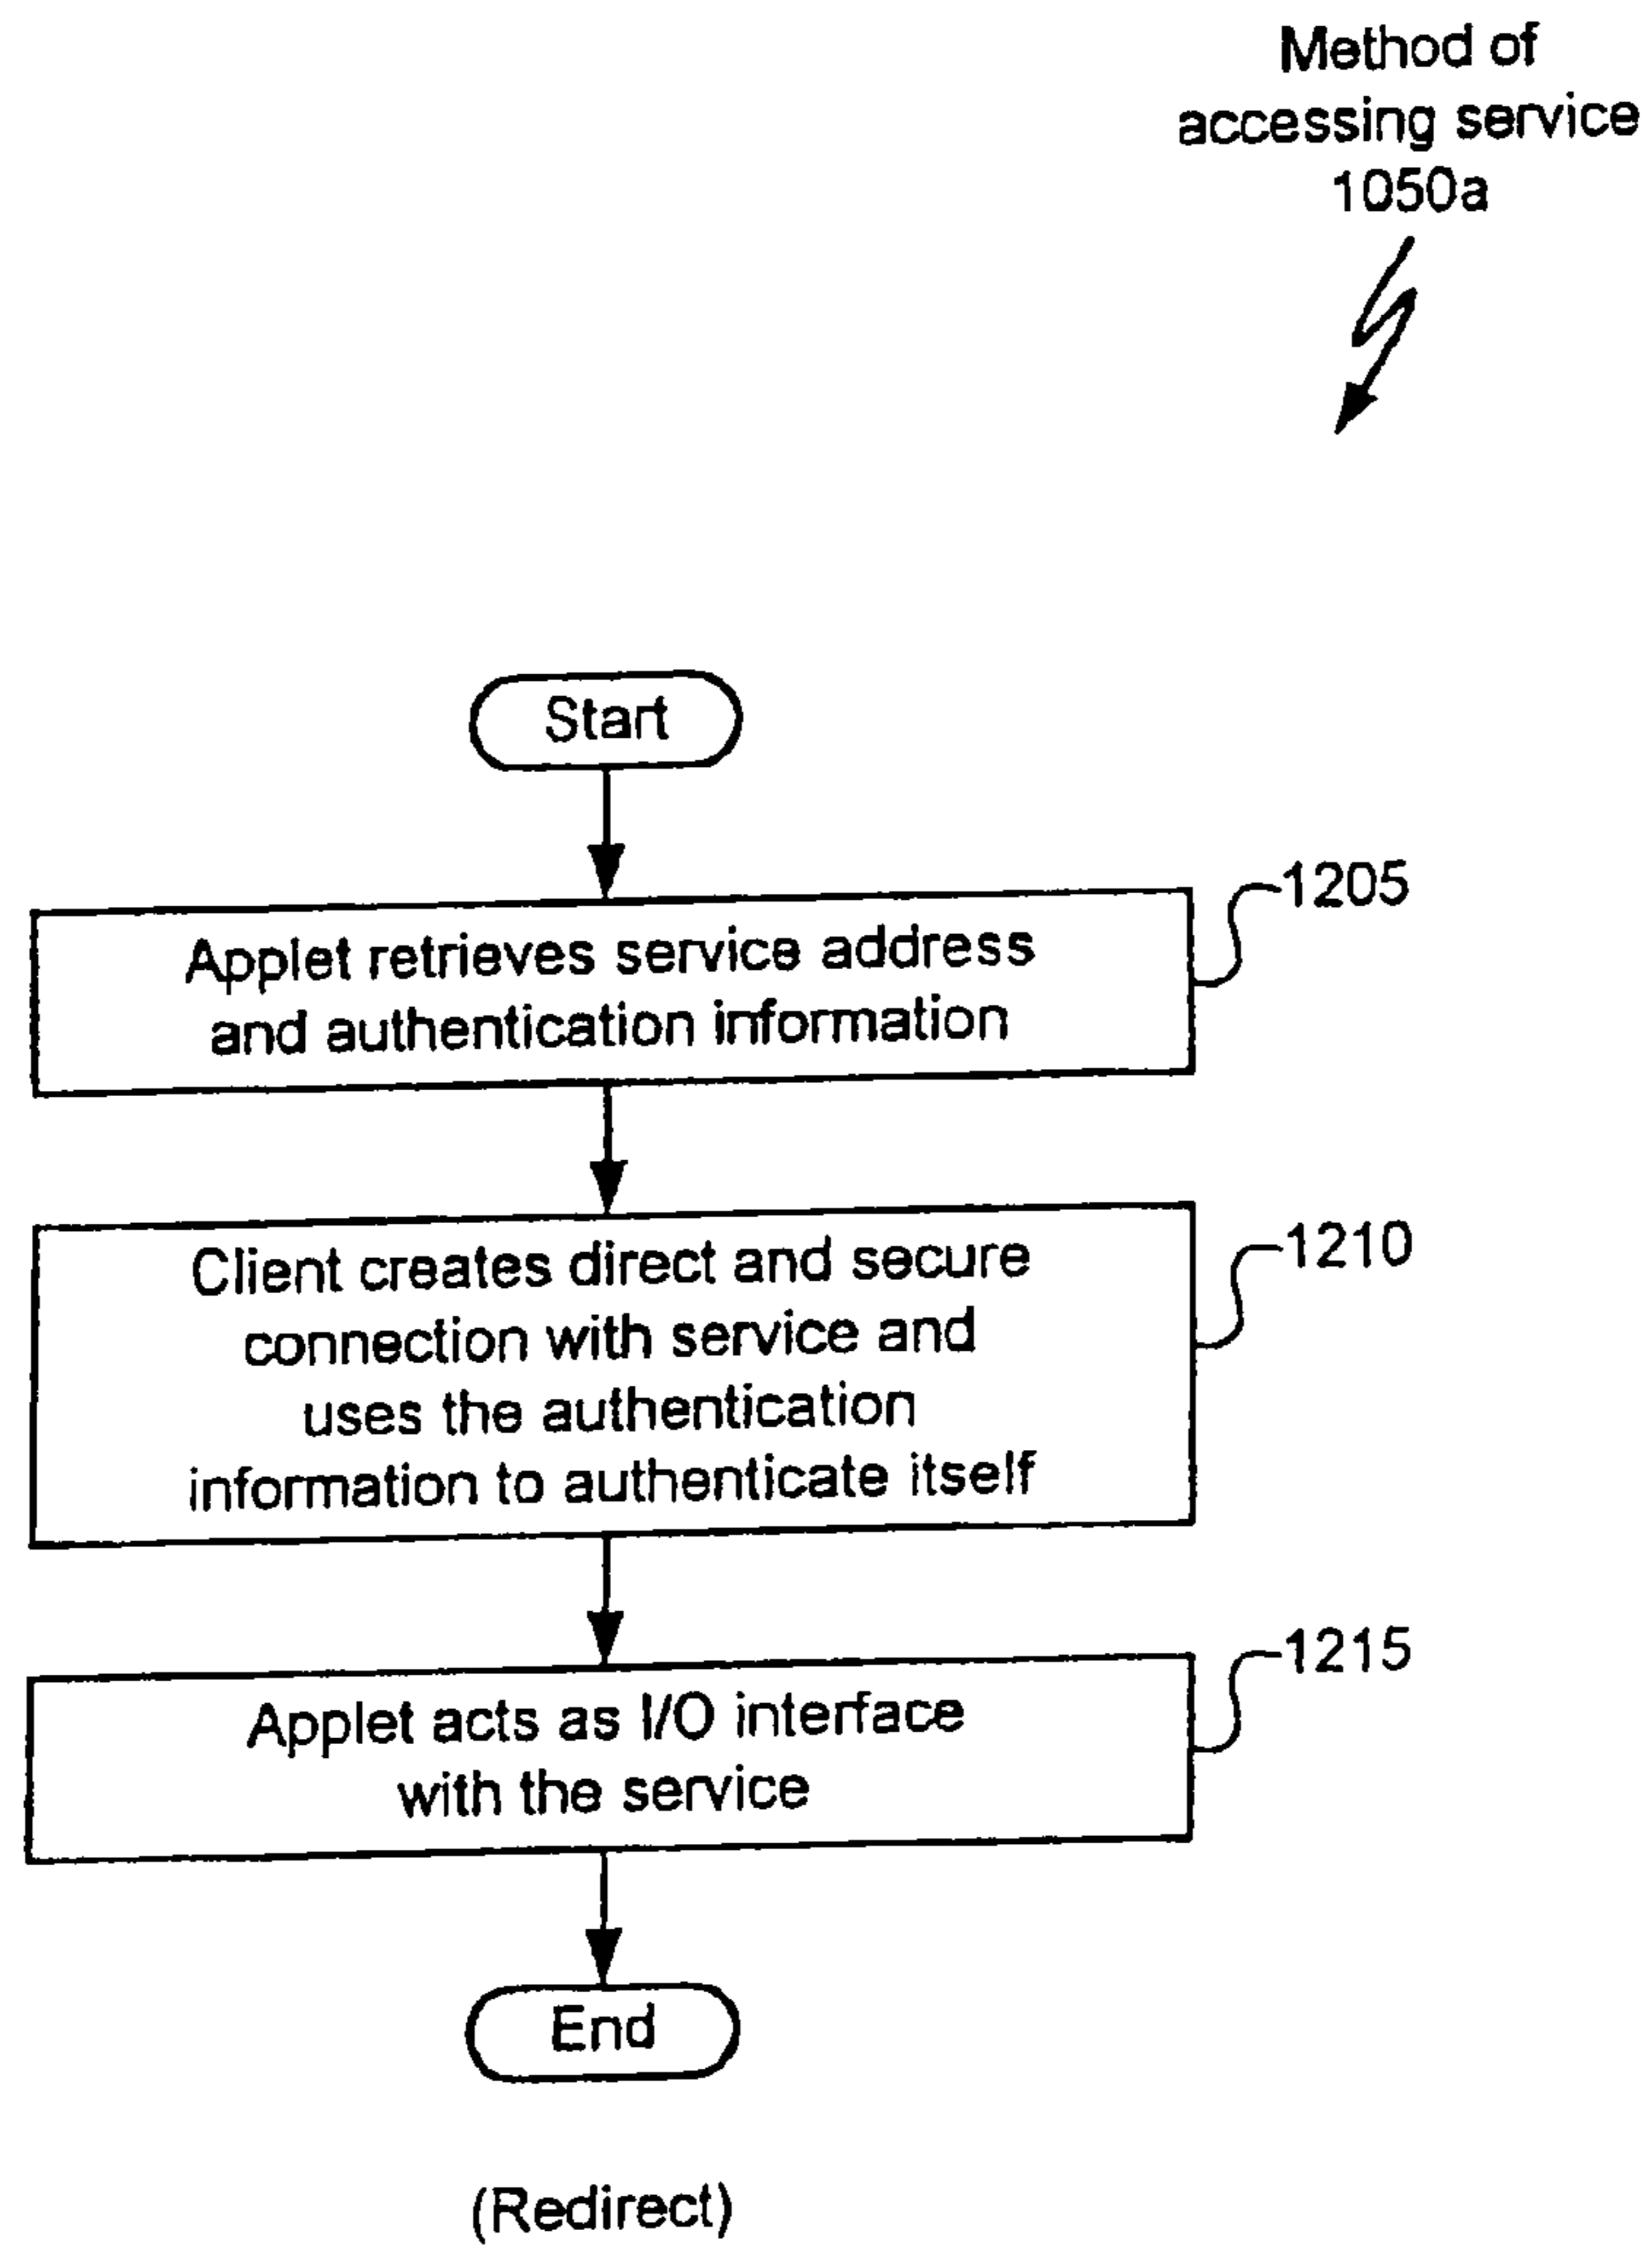 Method of
accessing service
1050a
Start
1205
Applet retrieves service address
and authentication information
1210
Client creates direct and secure
connection with service and
uses the authentication
information to authenticate itself
1215
Applet acts as I/O interface
with the service
End
(Redirect)